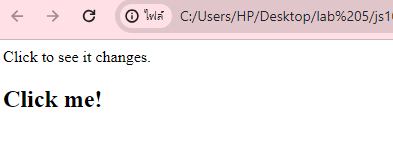 ไฟล์ C:/Users/HP/Desktop/lab%205/js1
Click to see it changes.
Click me!